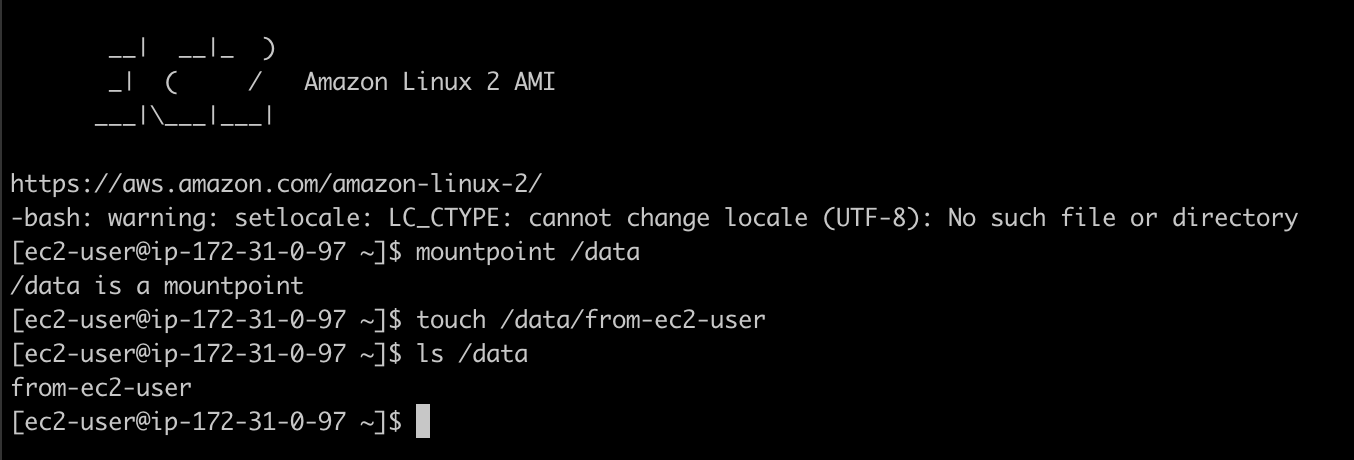 __|  __|_  )
       _|  (     /   Amazon Linux 2 AMI
      ___|\___|___|
https://aws.amazon.com/amazon-linux-2/
-bash: warning: setlocale: LC_CTYPE: cannot change locale (UTF-8): No such file or directory
[ec2-user@ip-172-31-0-97 ~]$ mountpoint /data
/data is a mountpoint
[ec2-user@ip-172-31-0-97 ~]$ touch /data/from-ec2-user
[ec2-user@ip-172-31-0-97 ~]$ ls /data
from-ec2-user
[ec2-user@ip-172-31-0-97 ~]$